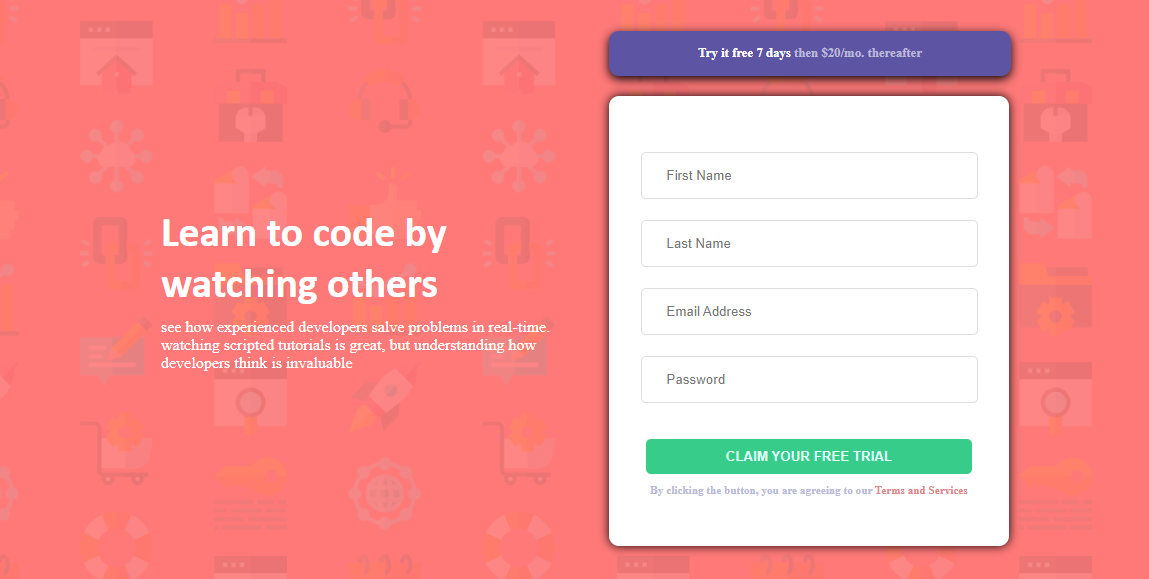 Try it free 7 days then $20/mo. thereafter
Learn to code by
watching others
see how experienced developers salve problems in real-time.
watching scripted tutorials is great, but understanding how
developers think is invaluable
First Name
Last Name
Email Address
Password
CLAIM YOUR FREE TRIAL
By clicking the button, you are agreeing to our Terms and Services